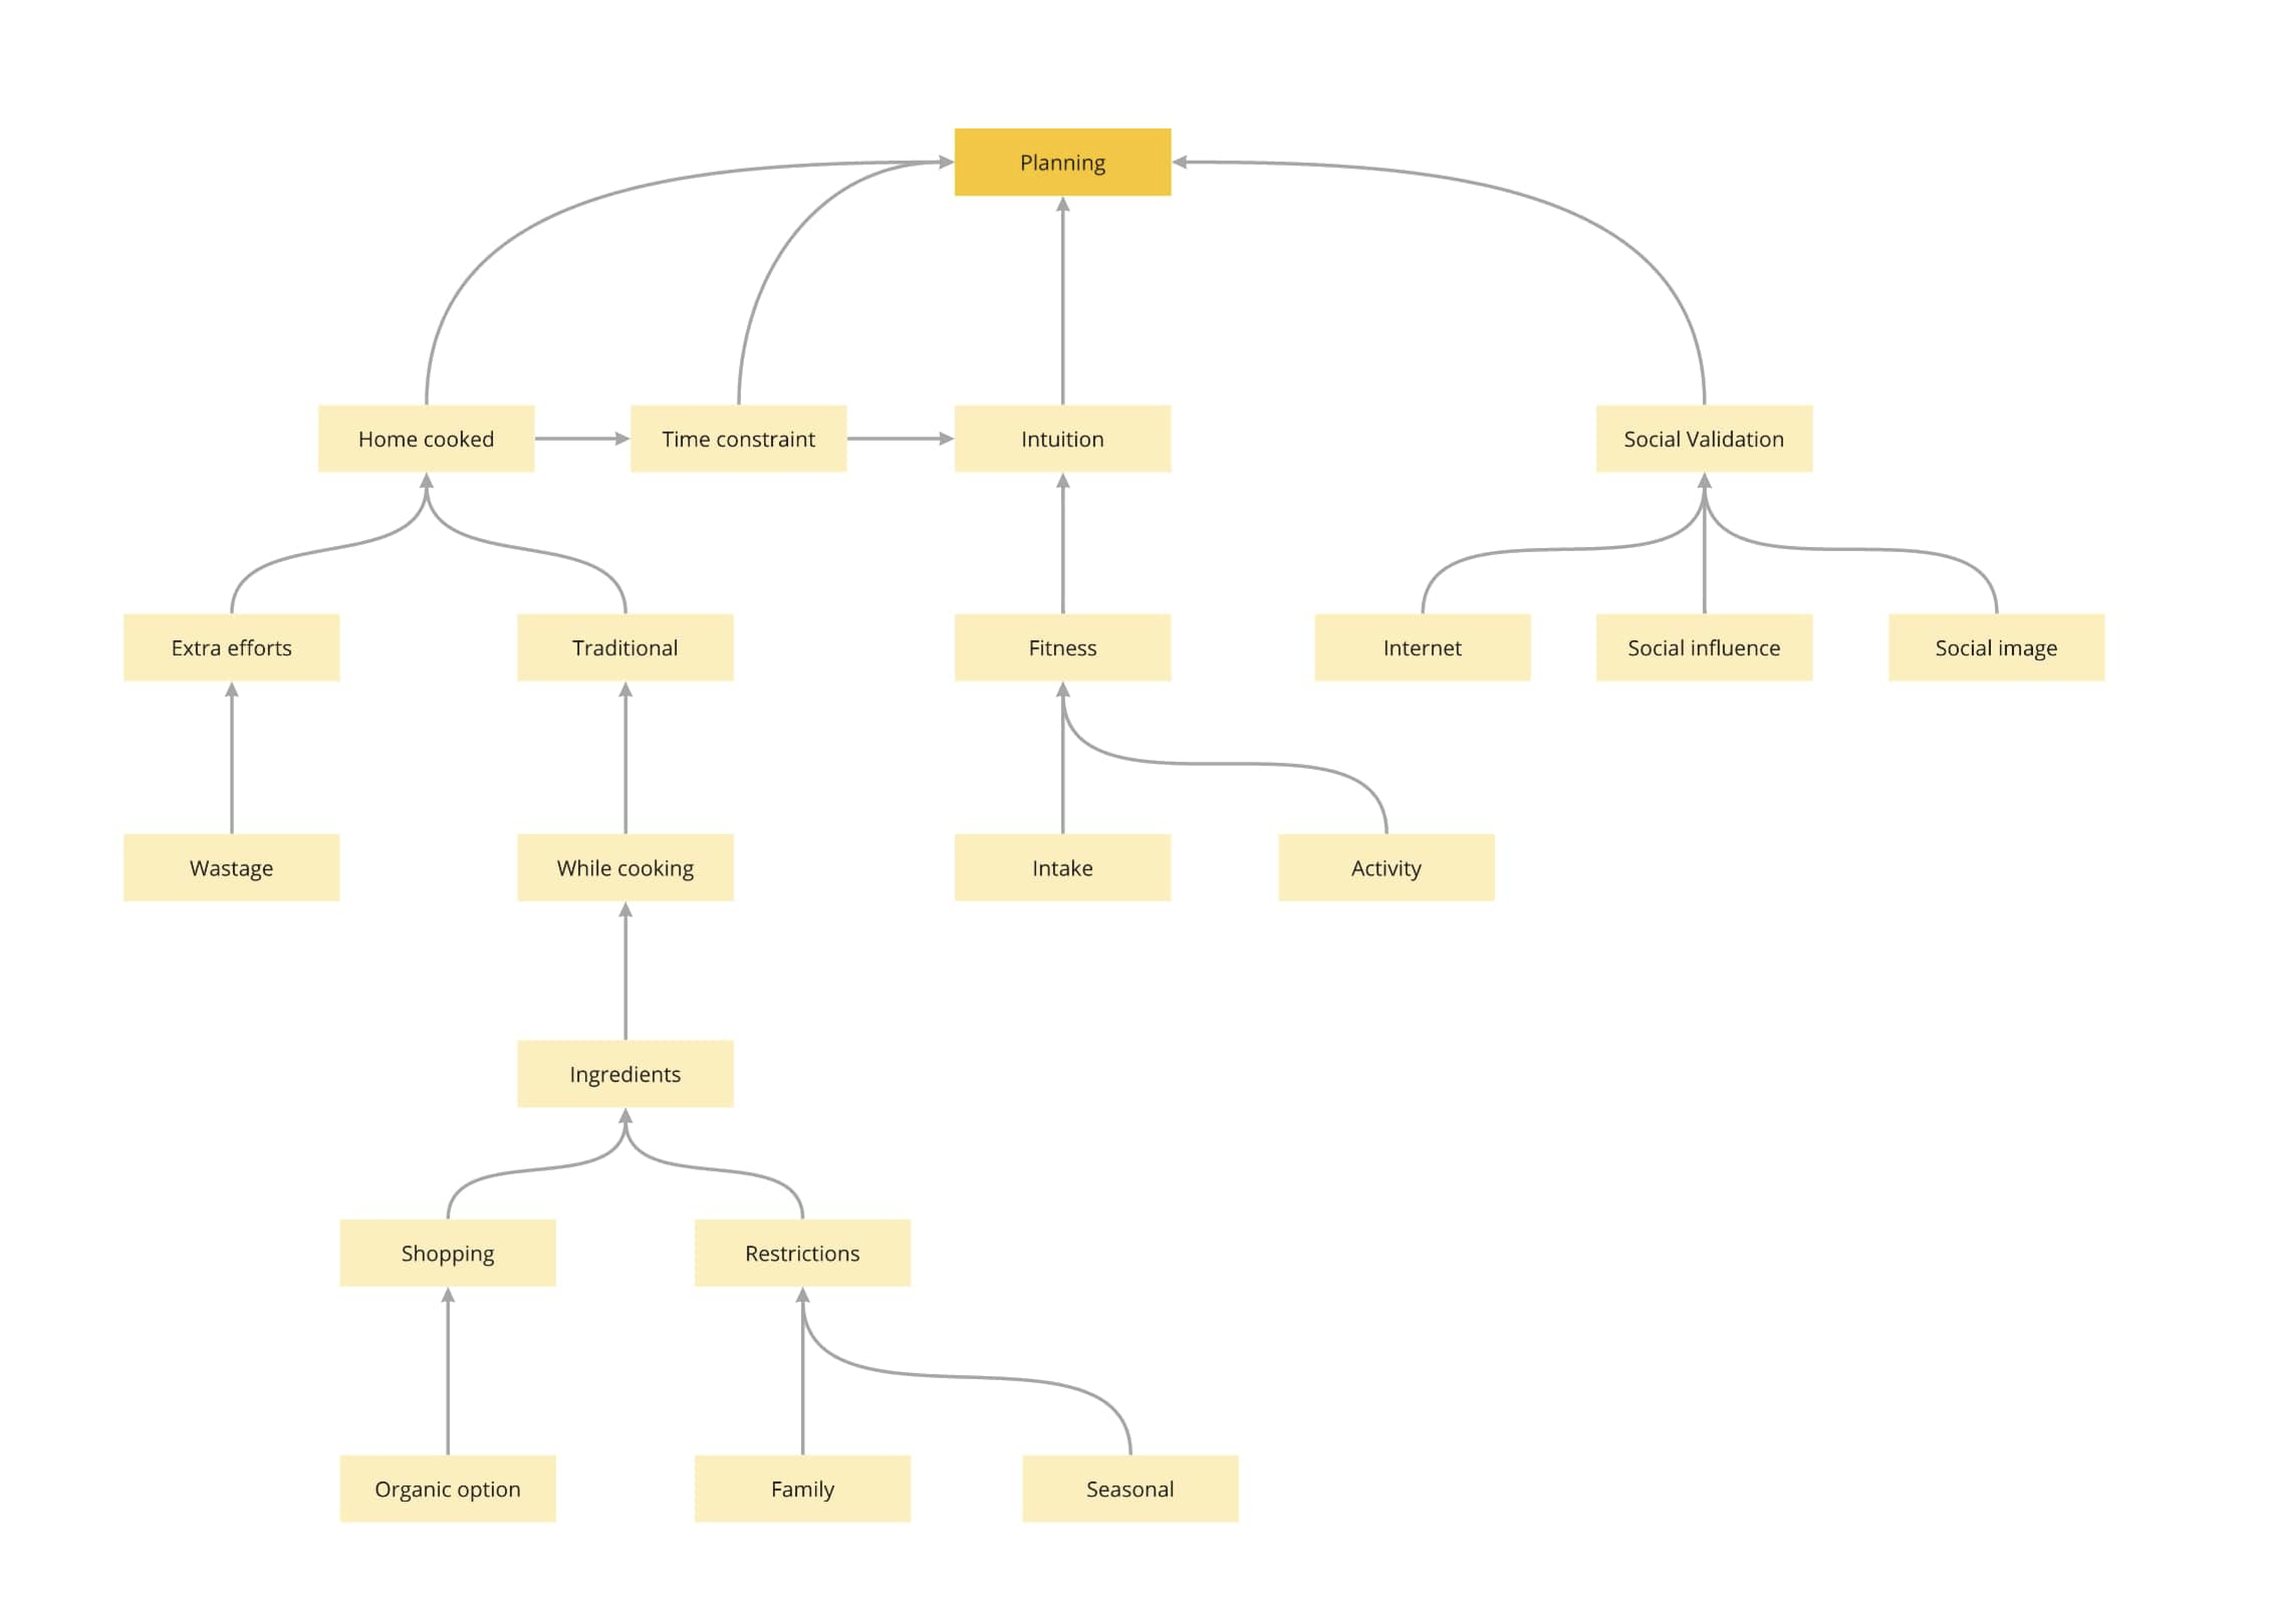 Planning
Home cooked
Time constraint
Intuition
Social Validation
Extra efforts
Traditional
Fitness
Internet
Social influence
Social image
Wastage
While cooking
Intake
Activity
Ingredients
Shopping
Restrictions
Organic option
Family
Seasonal